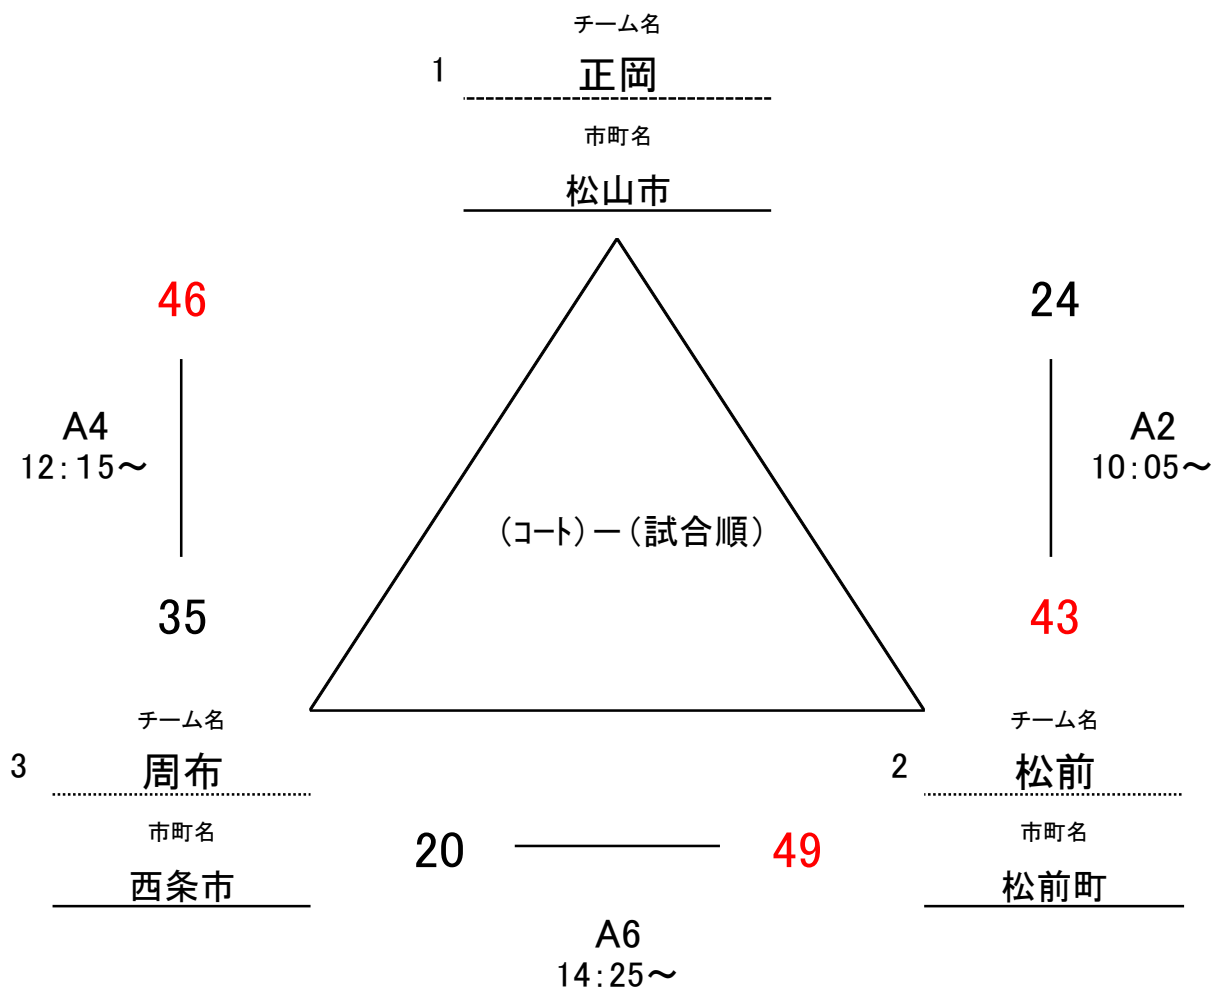 チーム名
1
正岡
市町名
松山市
46
24
A4
12:15～
A2
10:05～
(コート)ー(試合順)
35
43
チーム名
チーム名
3
周布
2
松前
市町名
市町名
20
49
西条市
松前町
A6
14:25～